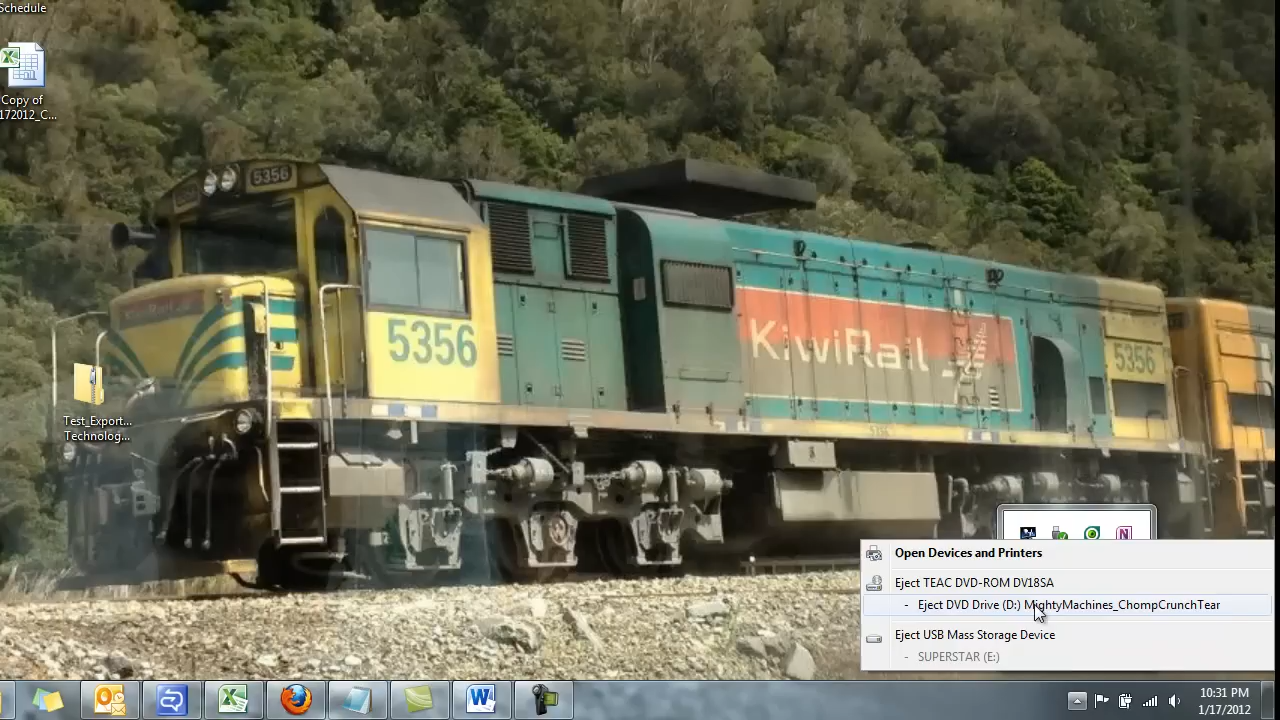 Schedule
Copy of
172012_C...
5356
5356
KiwiRail
5356
KiwiRail
Test_Export...
Technolog...
Open Devices and Printers
Eject TEAC DVD-ROM DV18SA
- Eject DVD Drive (D:) MightyMachines_ChompCrunchTear
Eject USB Mass Storage Device
- SUPERSTAR (E:)
10:31 PM
1/17/2012